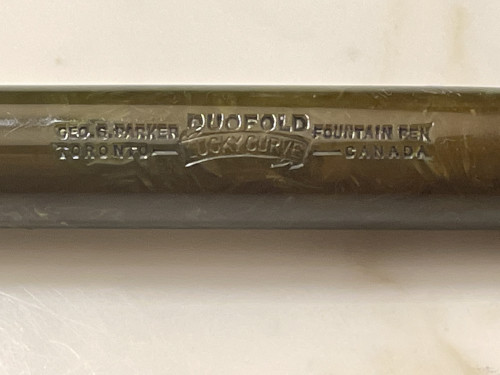 DUOFOLD
GEO. S. PARKER FOUNTAIN PEN
TORONTO — LUCKY CURVE — CANADA